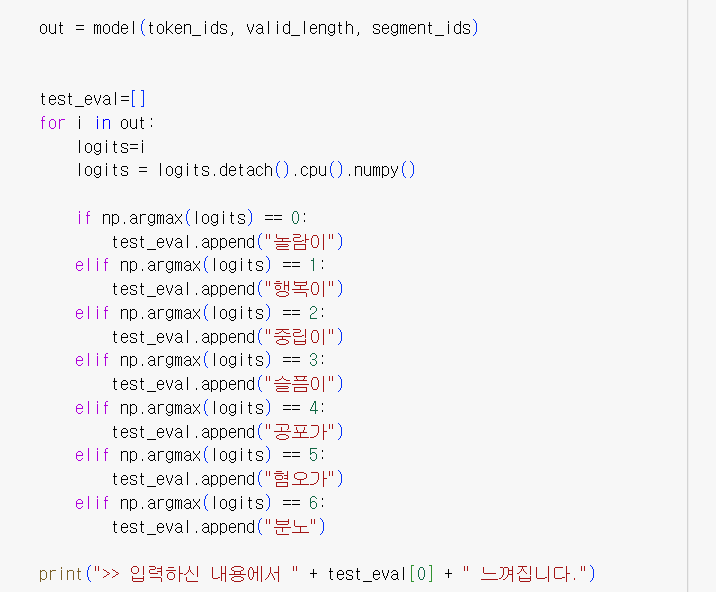 out = model(token_ids, valid_length, segment_ids)
test_eval=[]
for i in out:
logits=i
logits = logits.detach().cpu().numpy()
if np.argmax(logits) == 0:
test_eval.append("놀람이")
elif np.argmax(logits) == 1:
test_eval.append("행복이")
elif np.argmax(logits) == 2:
test_eval.append("중립이")
elif np.argmax(logits) == 3:
test_eval.append("슬픔이")
elif np.argmax(logits) == 4:
test_eval.append("공포가")
elif np.argmax(logits) == 5:
test_eval.append("혐오가")
elif np.argmax(logits) == 6:
test_eval.append("분노")
print(">> 입력하신 내용에서 " + test_eval[0] + " 느껴집니다.")